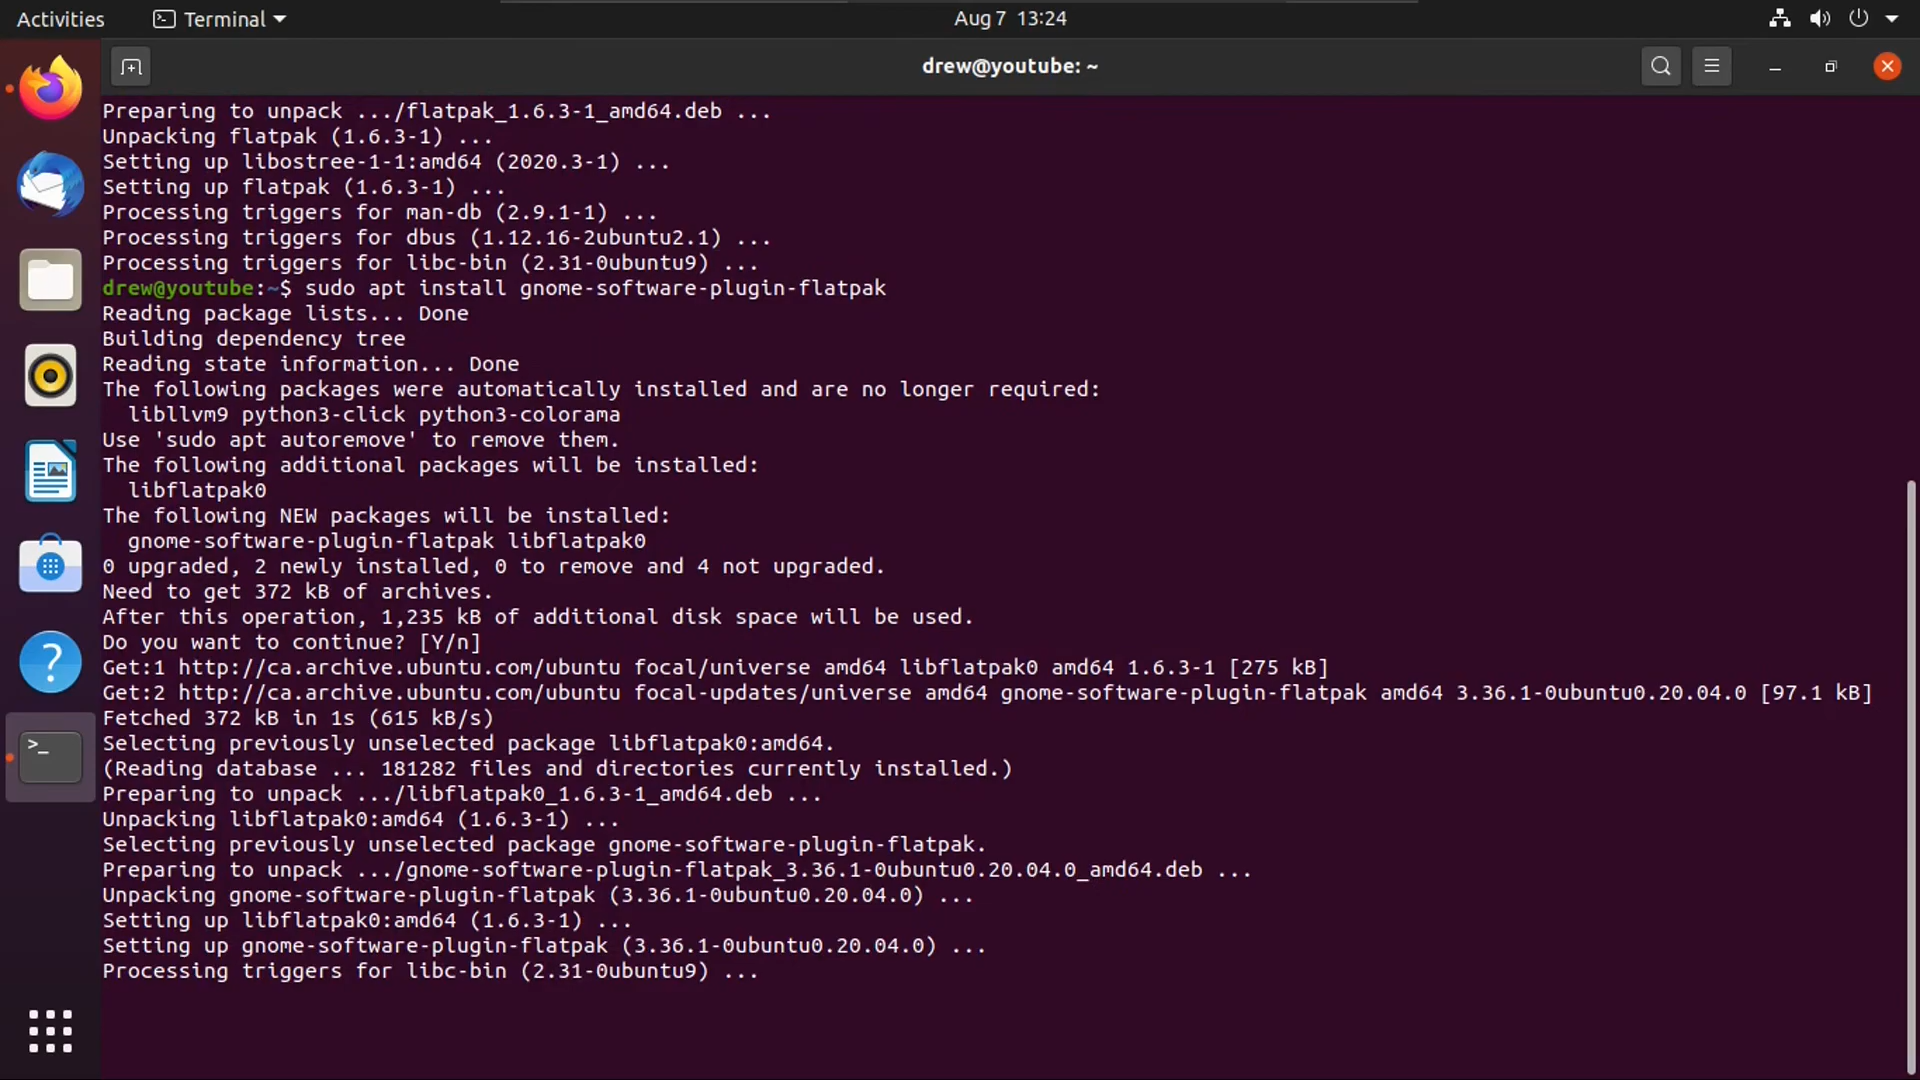 Activities
Terminal
Aug 7 13:24
drew@youtube: ~
Preparing to unpack .../flatpak_1.6.3-1_amd64.deb ...
Unpacking flatpak (1.6.3-1) ...
Setting up libostree-1-1:amd64 (2020.3-1) ...
Setting up flatpak (1.6.3-1) ...
Processing triggers for man-db (2.9.1-1) ...
Processing triggers for dbus (1.12.16-2ubuntu2.1) ...
Processing triggers for libc-bin (2.31-0ubuntu9) ...
drew@youtube:~$ sudo apt install gnome-software-plugin-flatpak
Reading package lists... Done
Building dependency tree
Reading state information... Done
The following packages were automatically installed and are no longer required:
libllvm9 python3-click python3-colorama
Use 'sudo apt autoremove' to remove them.
The following additional packages will be installed:
libflatpak0
The following NEW packages will be installed:
gnome-software-plugin-flatpak libflatpak0
0 upgraded, 2 newly installed, 0 to remove and 4 not upgraded.
Need to get 372 kB of archives.
After this operation, 1,235 kB of additional disk space will be used.
Do you want to continue? [Y/n]
Get:1 http://ca.archive.ubuntu.com/ubuntu focal/universe amd64 libflatpak0 amd64 1.6.3-1 [275 kB]
Get:2 http://ca.archive.ubuntu.com/ubuntu focal-updates/universe amd64 gnome-software-plugin-flatpak amd64 3.36.1-0ubuntu0.20.04.0 [97.1 kB]
Fetched 372 kB in 1s (615 kB/s)
Selecting previously unselected package libflatpak0:amd64.
(Reading database ... 181282 files and directories currently installed.)
Preparing to unpack .../libflatpak0_1.6.3-1_amd64.deb ...
Unpacking libflatpak0:amd64 (1.6.3-1) ...
Selecting previously unselected package gnome-software-plugin-flatpak.
Preparing to unpack .../gnome-software-plugin-flatpak_3.36.1-0ubuntu0.20.04.0_amd64.deb ...
Unpacking gnome-software-plugin-flatpak (3.36.1-0ubuntu0.20.04.0) ...
Setting up libflatpak0:amd64 (1.6.3-1) ...
Setting up gnome-software-plugin-flatpak (3.36.1-0ubuntu0.20.04.0) ...
Processing triggers for libc-bin (2.31-0ubuntu9) ...